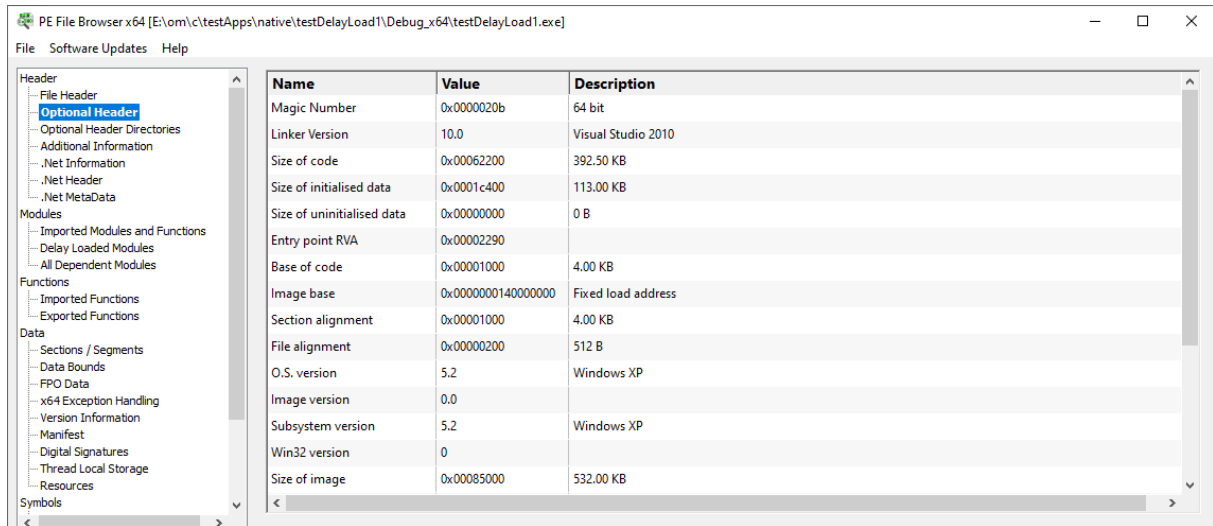 PE File Browser x64 [E:\om\c\testApps\native\testDelayLoad1\Debug_x64\testDelayLoad1.exe]
File Software Updates Help
Header
File Header
Optional Header
Optional Header Directories
Additional Information
.Net Information
.Net Header
.Net MetaData
Modules
Imported Modules and Functions
Delay Loaded Modules
All Dependent Modules
Functions
Imported Functions
Exported Functions
Data
Sections / Segments
Data Bounds
FPO Data
x64 Exception Handling
Version Information
Manifest
Digital Signatures
Thread Local Storage
Resources
Symbols
Name Value Description
Magic Number 0x0000020b 64 bit
Linker Version 10.0 Visual Studio 2010
Size of code 0x00062200 392.50 KB
Size of initialised data 0x0001c400 113.00 KB
Size of uninitialised data 0x00000000 0 B
Entry point RVA 0x00002290
Base of code 0x00001000 4.00 KB
Image base 0x0000000140000000 Fixed load address
Section alignment 0x00001000 4.00 KB
File alignment 0x00000200 512 B
O.S. version 5.2 Windows XP
Image version 0.0
Subsystem version 5.2 Windows XP
Win32 version 0
Size of image 0x00085000 532.00 KB